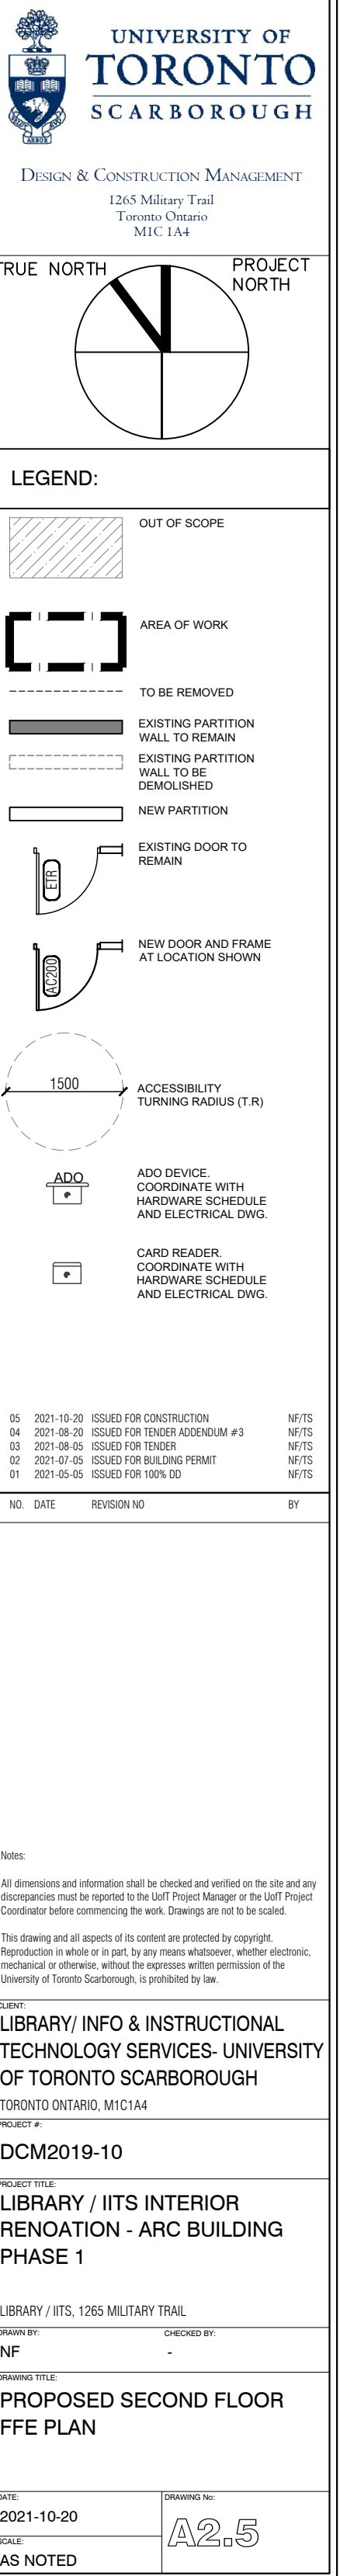 UNIVERSITY OF
TORONTO
SCARBOROUGH
DESIGN & CONSTRUCTION MANAGEMENT
1265 Military Trail
Toronto Ontario
M1C 1A4
TRUE NORTH
PROJECT
NORTH
LEGEND:
OUT OF SCOPE
AREA OF WORK
TO BE REMOVED
EXISTING PARTITION
WALL TO REMAIN
EXISTING PARTITION
WALL TO BE
DEMOLISHED
NEW PARTITION
ETR
EXISTING DOOR TO
REMAIN
AC200
NEW DOOR AND FRAME
AT LOCATION SHOWN
1500
ACCESSIBILITY
TURNING RADIUS (T.R)
ADO
ADO DEVICE.
COORDINATE WITH
HARDWARE SCHEDULE
AND ELECTRICAL DWG.
CARD READER.
COORDINATE WITH
HARDWARE SCHEDULE
AND ELECTRICAL DWG.
05 2021-10-20 ISSUED FOR CONSTRUCTION NF/TS
04 2021-08-20 ISSUED FOR TENDER ADDENDUM #3 NF/TS
03 2021-08-05 ISSUED FOR TENDER NF/TS
02 2021-07-05 ISSUED FOR BUILDING PERMIT NF/TS
01 2021-05-05 ISSUED FOR 100% DD NF/TS
NO. DATE REVISION NO BY
Notes:
All dimensions and information shall be checked and verified on the site and any
discrepancies must be reported to the UofT Project Manager or the UofT Project
Coordinator before commencing the work. Drawings are not to be scaled.
This drawing and all aspects of its content are protected by copyright.
Reproduction in whole or in part, by any means whatsoever, whether electronic,
mechanical or otherwise, without the expresses written permission of the
University of Toronto Scarborough, is prohibited by law.
CLIENT:
LIBRARY/ INFO & INSTRUCTIONAL
TECHNOLOGY SERVICES- UNIVERSITY
OF TORONTO SCARBOROUGH
TORONTO ONTARIO, M1C1A4
PROJECT #:
DCM2019-10
PROJECT TITLE:
LIBRARY / IITS INTERIOR
RENOATION - ARC BUILDING
PHASE 1
LIBRARY / IITS, 1265 MILITARY TRAIL
DRAWN BY: CHECKED BY:
NF -
DRAWING TITLE:
PROPOSED SECOND FLOOR
FFE PLAN
DATE:
2021-10-20
SCALE:
AS NOTED
DRAWING No:
A2.5